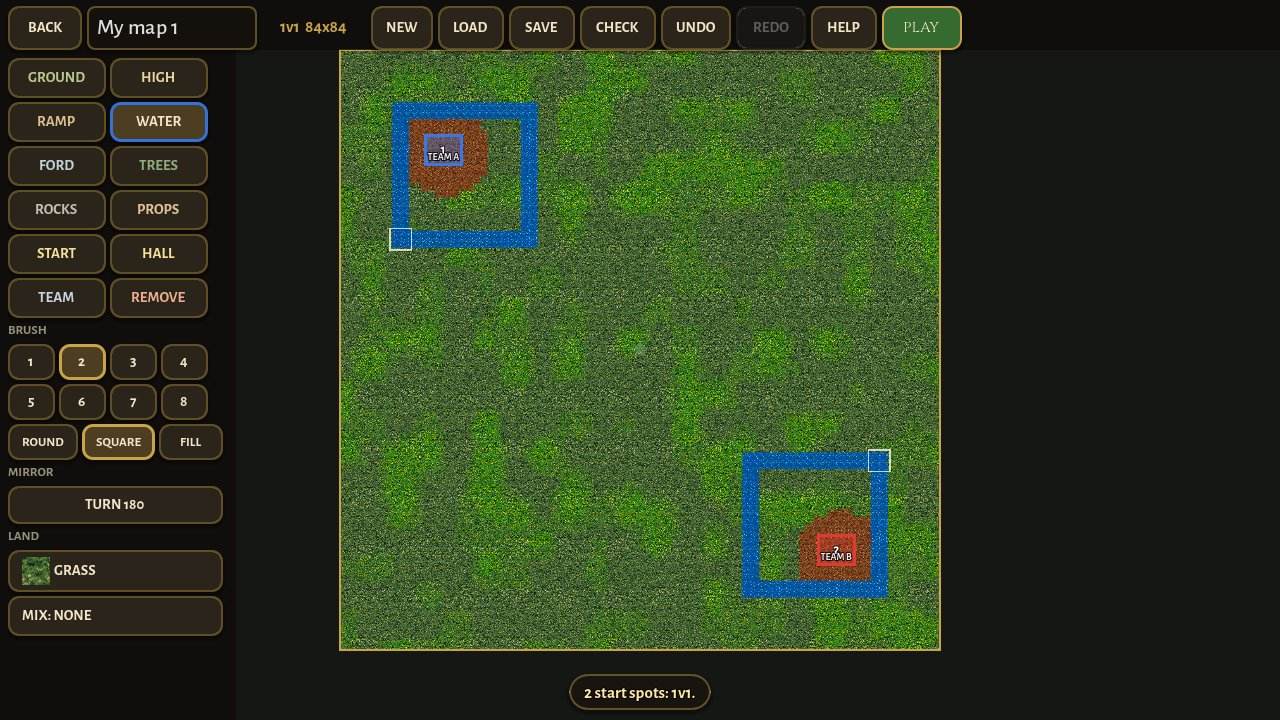 BACK
My map 1
1v1 84x84
NEW
LOAD
SAVE
CHECK
UNDO
REDO
HELP
PLAY
GROUND
HIGH
RAMP
WATER
FORD
TREES
ROCKS
PROPS
START
HALL
TEAM
REMOVE
BRUSH
1
2
3
4
5
6
7
8
ROUND
SQUARE
FILL
MIRROR
TURN 180
LAND
GRASS
MIX: NONE
1
TEAM A
TEAM B
2 start spots: 1v1.